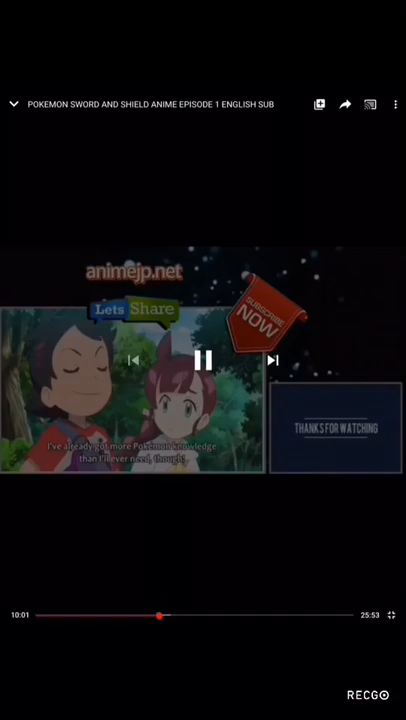 POKEMON SWORD AND SHIELD ANIME EPISODE 1 ENGLISH SUB
animejp.net
Lets Share
SUBSCRIBE
NOW
I've already got more Pokémon knowledge
than I'll ever need, though!
THANKS FOR WATCHING
10:01
25:53
RECGO